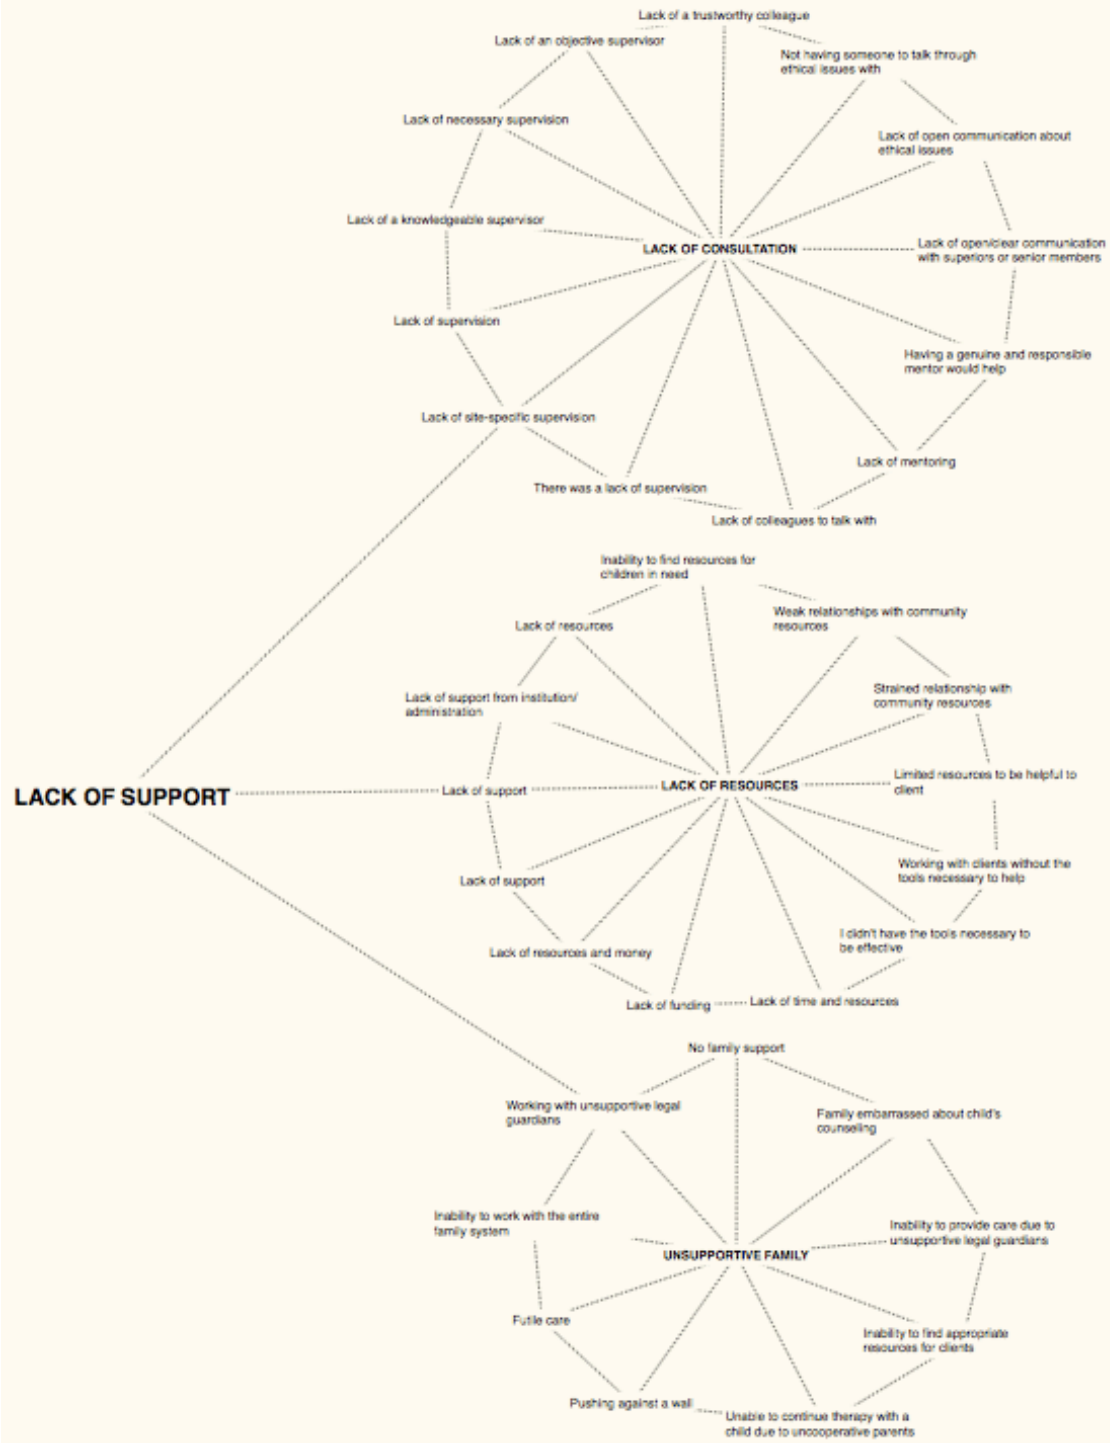 Lack of a trustworthy colleague
Lack of an objective supervisor
Not having someone to talk through
ethical issues with
Lack of necessary supervision
Lack of open communication about
ethical issues
Lack of a knowledgeable supervisor
LACK OF CONSULTATION
Lack of open/clear communication
with superiors or senior members
Lack of supervision
Having a genuine and responsible
mentor would help
Lack of site-specific supervision
Lack of mentoring
There was a lack of supervision
Lack of colleagues to talk with
Inability to find resources for
children in need
Weak relationships with community
resources
Lack of resources
Lack of support from institution/
administration
Strained relationship with
community resources
LACK OF SUPPORT
Lack of support
LACK OF RESOURCES
Limited resources to be helpful to
client
Lack of support
Working with clients without the
tools necessary to help
Lack of resources and money
I didn't have the tools necessary to
be effective
Lack of funding
Lack of time and resources
No family support
Working with unsupportive legal
guardians
Family embarrassed about child's
counseling
Inability to work with the entire
family system
UNSUPPORTIVE FAMILY
Inability to provide care due to
unsupportive legal guardians
Futile care
Inability to find appropriate
resources for clients
Pushing against a wall
Unable to continue therapy with a
child due to uncooperative parents